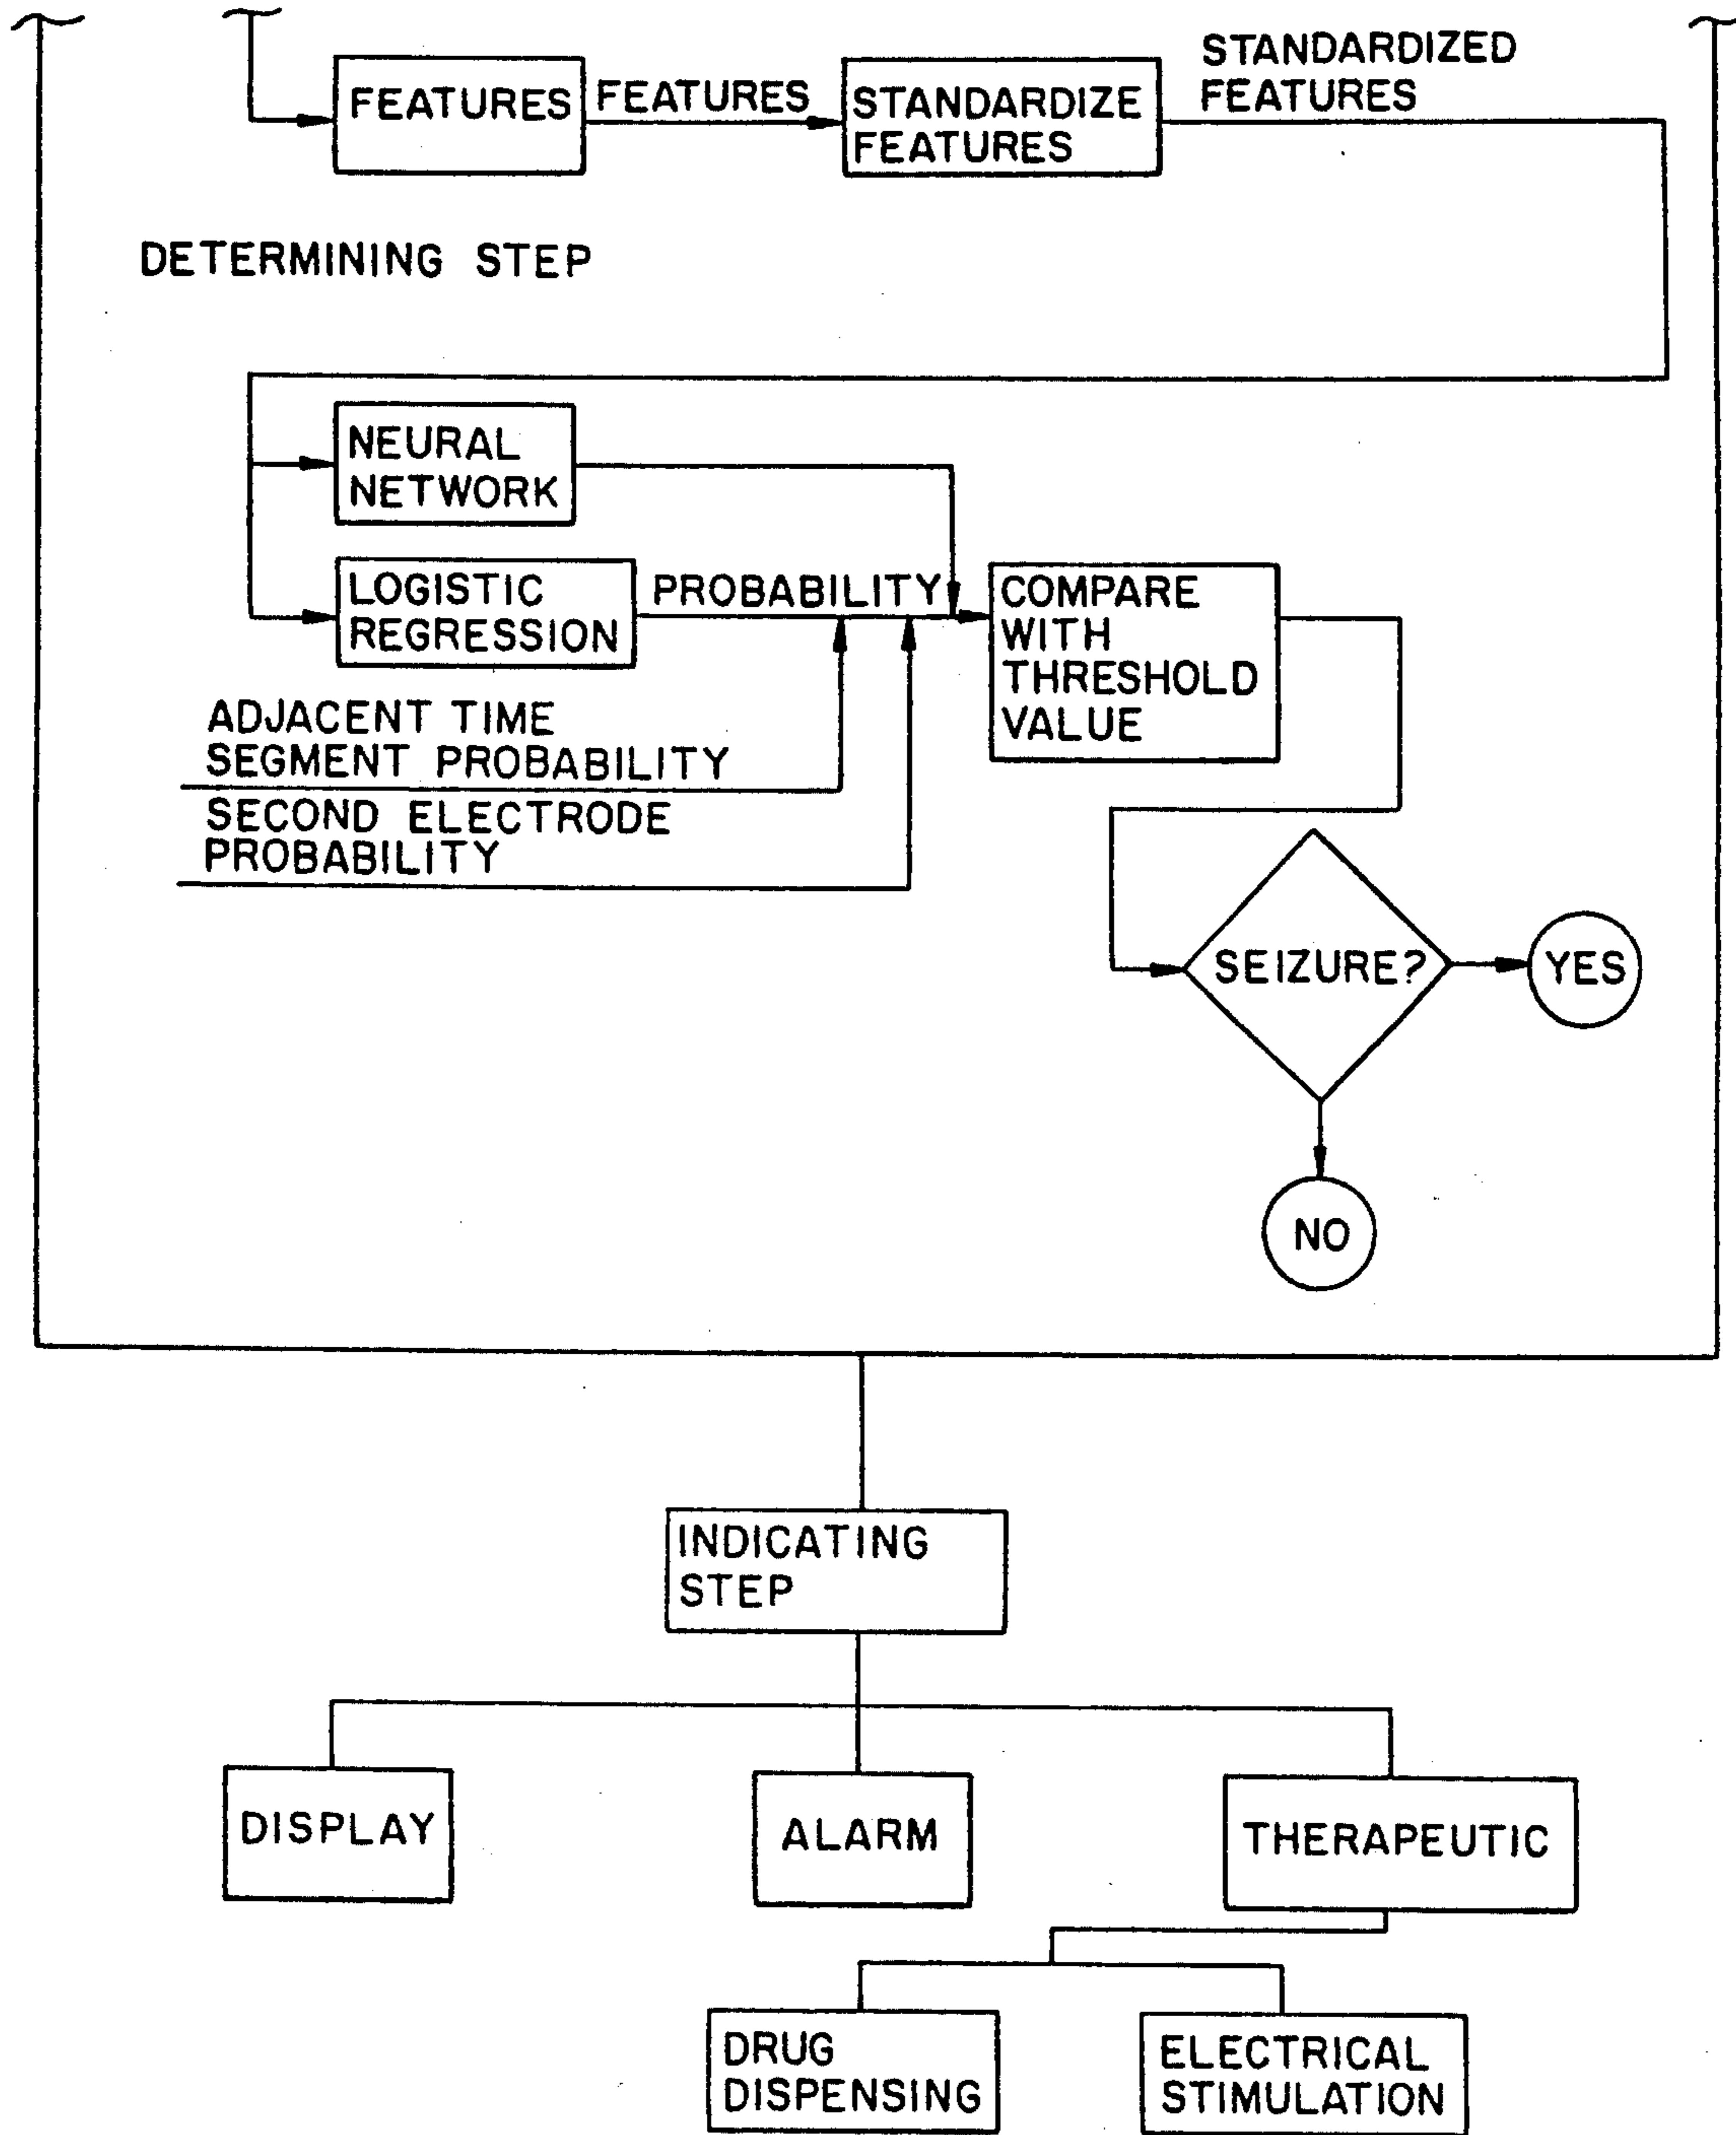 FEATURES
FEATURES
STANDARDIZE
FEATURES
STANDARDIZED
FEATURES
DETERMINING STEP
NEURAL
NETWORK
LOGISTIC
REGRESSION
PROBABILITY
COMPARE
WITH
THRESHOLD
VALUE
ADJACENT TIME
SEGMENT PROBABILITY
SECOND ELECTRODE
PROBABILITY
SEIZURE?
YES
NO
INDICATING
STEP
DISPLAY
ALARM
THERAPEUTIC
DRUG
DISPENSING
ELECTRICAL
STIMULATION